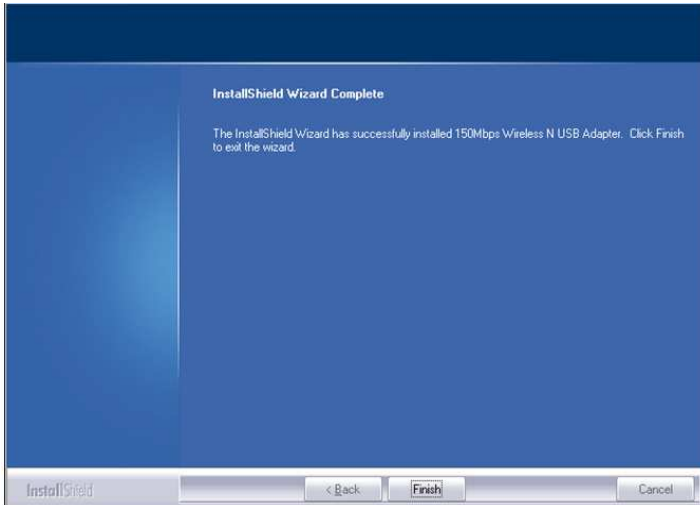 InstallShield Wizard Complete
The InstallShield Wizard has successfully installed 150Mbps Wireless N USB Adapter. Click Finish
to exit the wizard.
InstallShield
< Back Finish Cancel